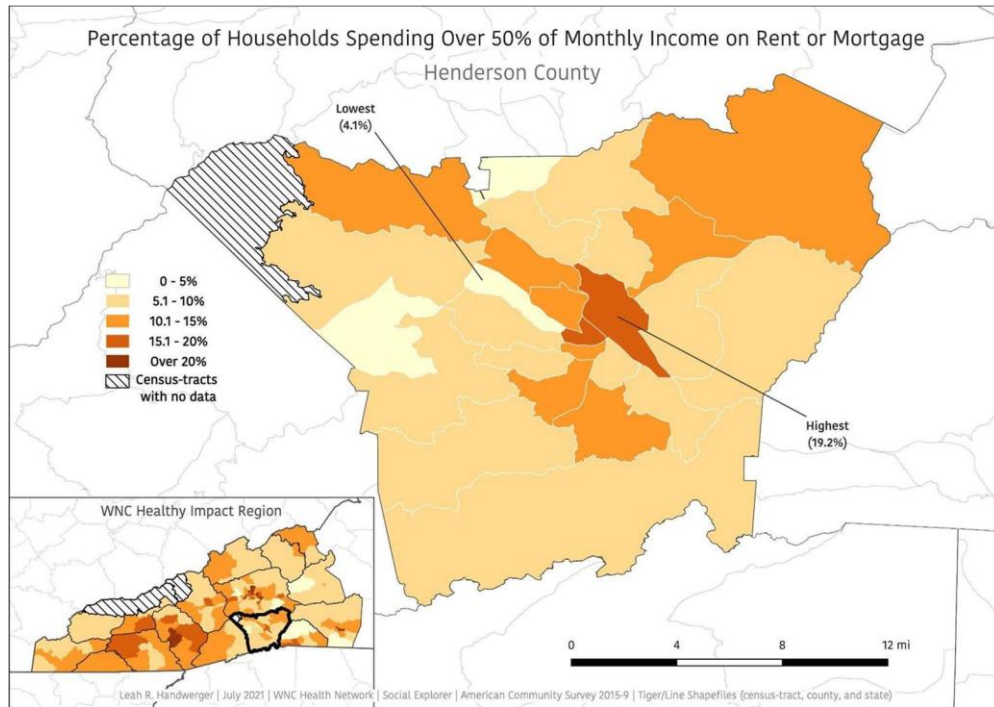 Percentage of Households Spending Over 50% of Monthly Income on Rent or Mortgage
Henderson County
Lowest
(4.1%)
0 - 5%
5.1 - 10%
10.1 - 15%
15.1 - 20%
Over 20%
Census-tracts
with no data
Highest
(19.2%)
WNC Healthy Impact Region
0 4 8 12 mi
Leah R. Handwerger | July 2021 | WNC Health Network | Social Explorer | American Community Survey 2015-9 | Tiger/Line Shapefiles (census-tract, county, and state)